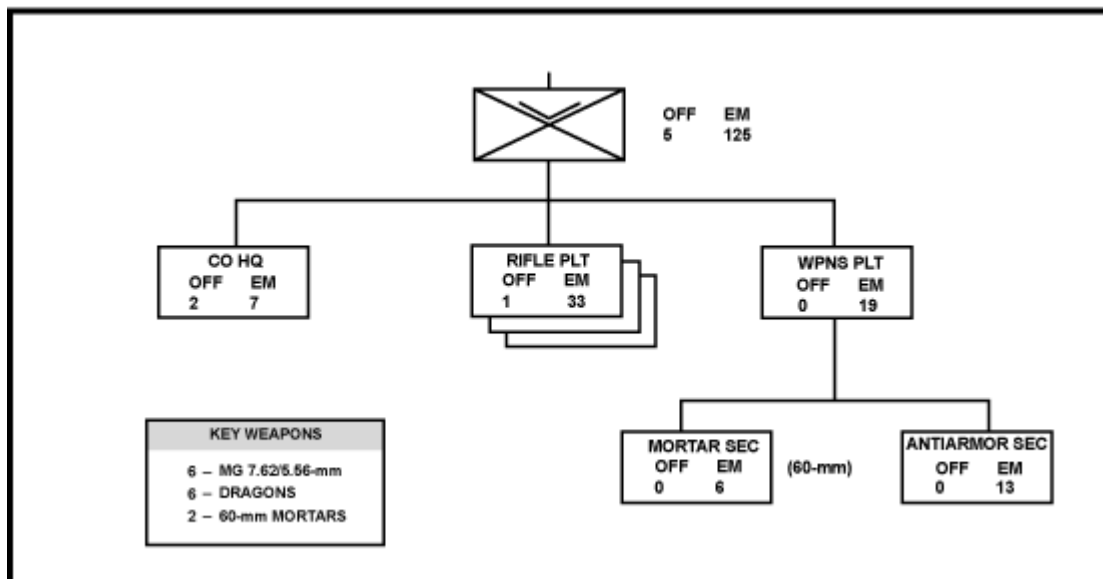 OFF EM
5 125
CO HQ
OFF EM
2 7
RIFLE PLT
OFF EM
1 33
WPNS PLT
OFF EM
0 19
MORTAR SEC
OFF EM
0 6
(60-mm)
ANTIARMOR SEC
OFF EM
0 13
KEY WEAPONS
6 – MG 7.62/5.56-mm
6 – DRAGONS
2 – 60-mm MORTARS